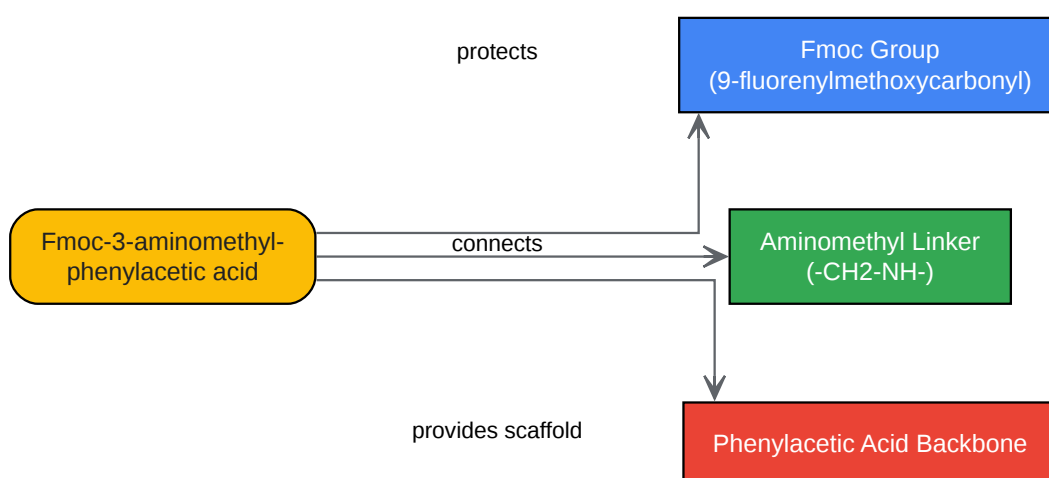 protects
Fmoc Group
(9-fluorenylmethoxycarbonyl)
Fmoc-3-aminomethyl-
phenylacetic acid
connects
Aminomethyl Linker
(-CH2-NH-)
provides scaffold
Phenylacetic Acid Backbone